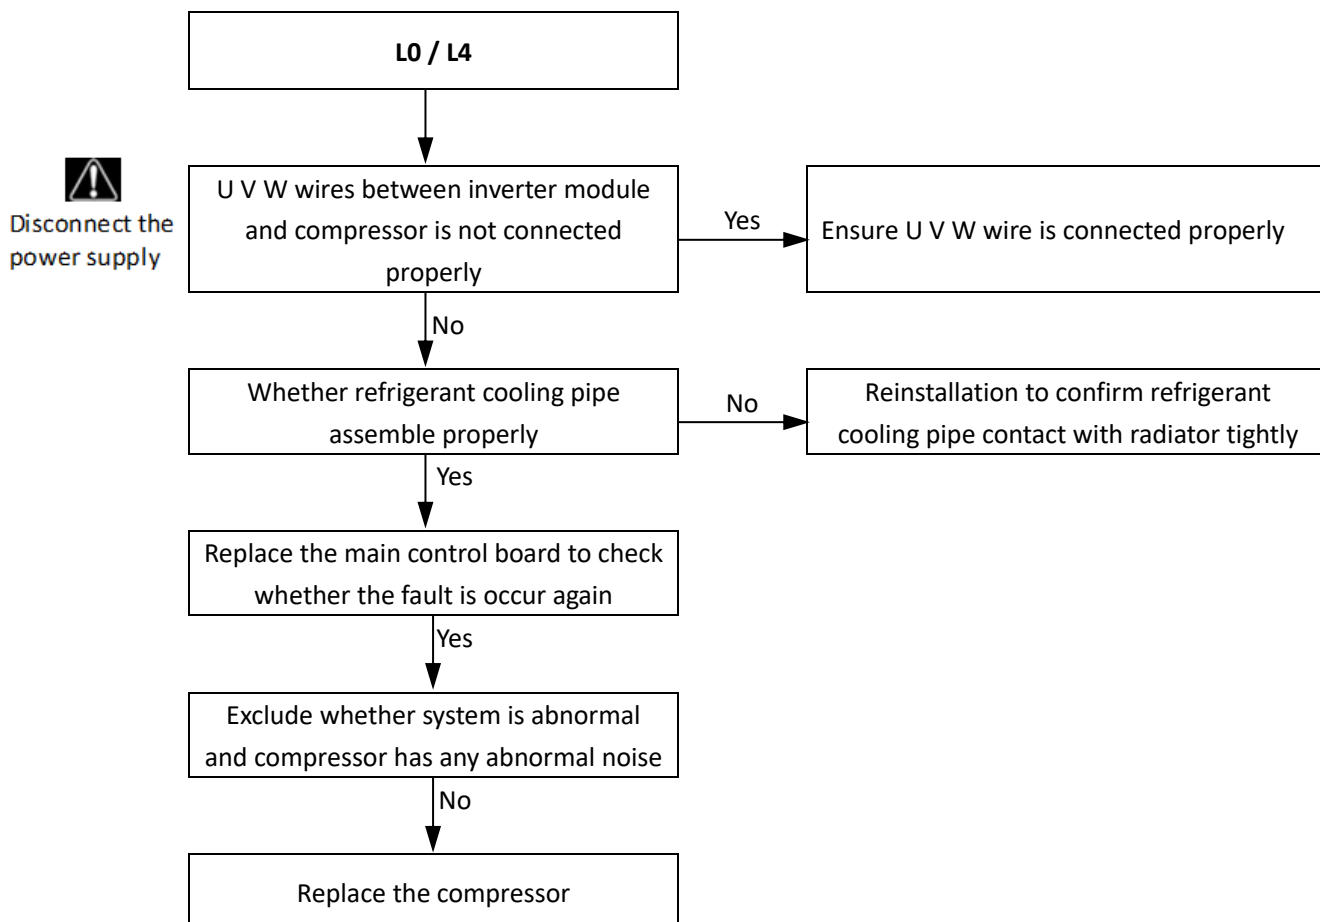 L0 / L4
Disconnect the
power supply
U V W wires between inverter module
and compressor is not connected
properly
Yes
Ensure U V W wire is connected properly
No
Whether refrigerant cooling pipe
assemble properly
No
Reinstallation to confirm refrigerant
cooling pipe contact with radiator tightly
Yes
Replace the main control board to check
whether the fault is occur again
Yes
Exclude whether system is abnormal
and compressor has any abnormal noise
No
Replace the compressor